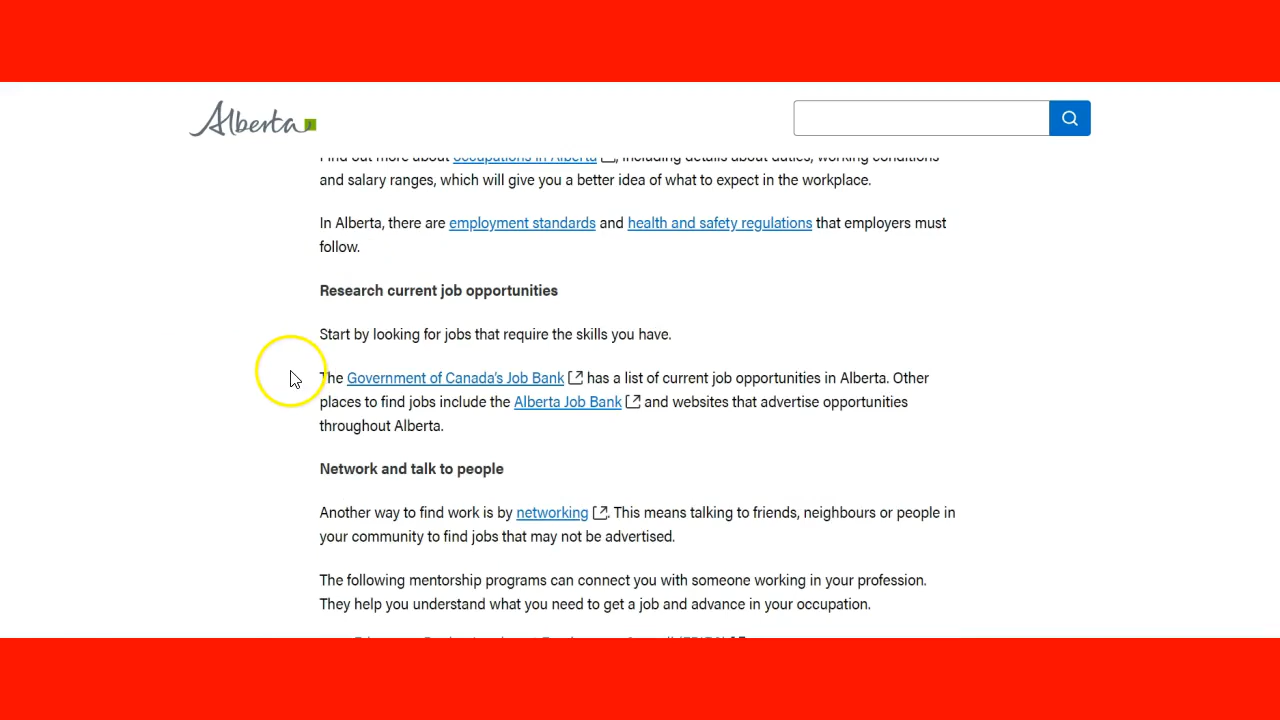 Alberta
Find out more about occupations in Alberta, including details about duties, working conditions
and salary ranges, which will give you a better idea of what to expect in the workplace.
In Alberta, there are employment standards and health and safety regulations that employers must
follow.
Research current job opportunities
Start by looking for jobs that require the skills you have.
The Government of Canada's Job Bank has a list of current job opportunities in Alberta. Other
places to find jobs include the Alberta Job Bank and websites that advertise opportunities
throughout Alberta.
Network and talk to people
Another way to find work is by networking. This means talking to friends, neighbours or people in
your community to find jobs that may not be advertised.
The following mentorship programs can connect you with someone working in your profession.
They help you understand what you need to get a job and advance in your occupation.